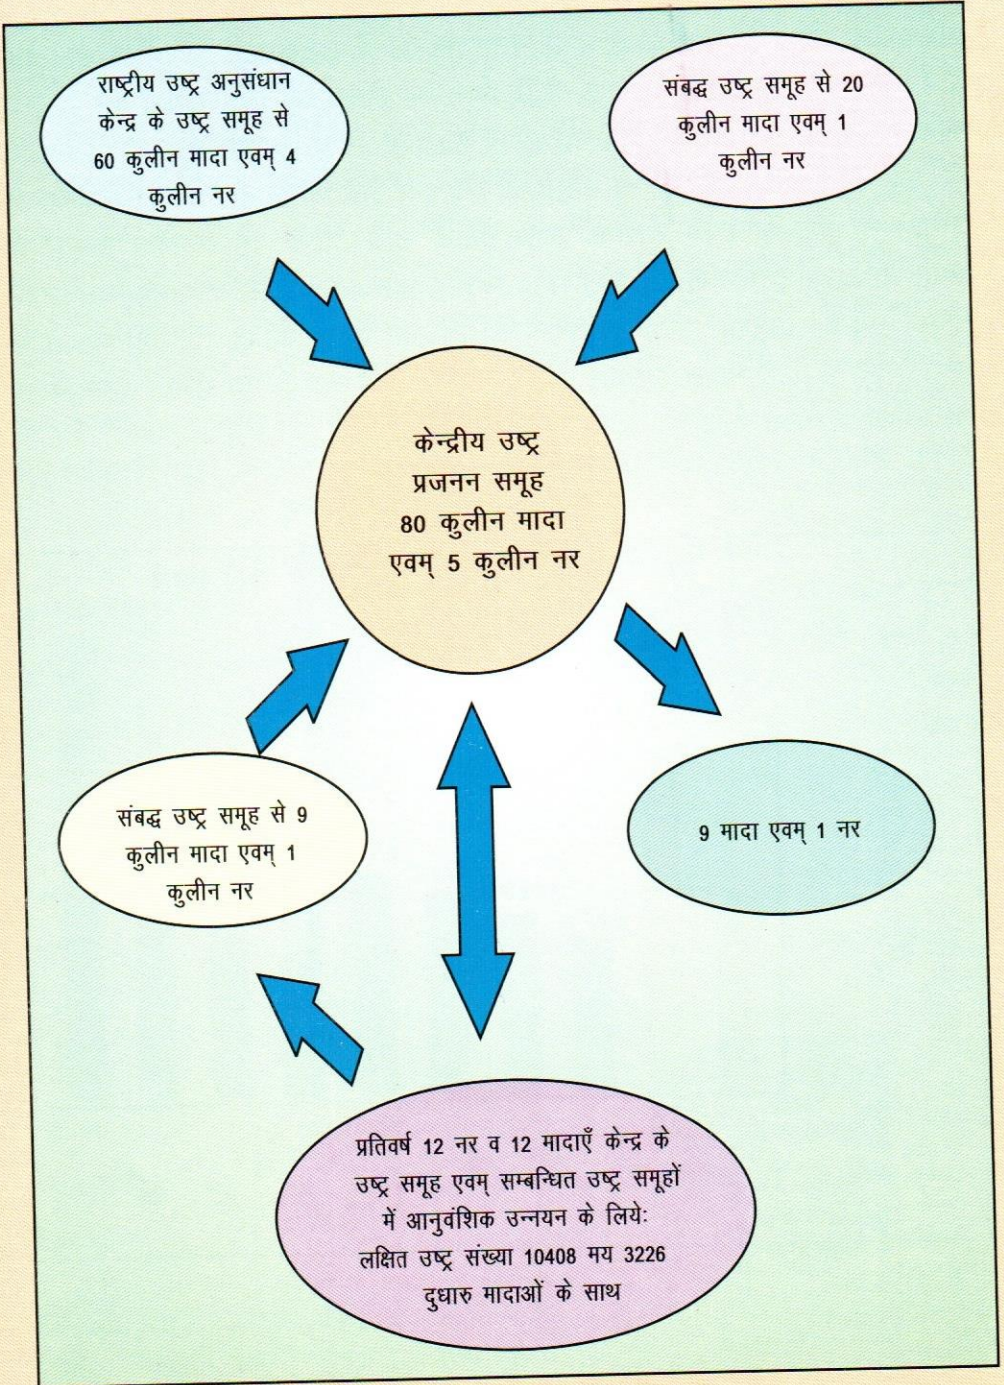 राष्ट्रीय उष्ट्र अनुसंधान
केन्द्र के उष्ट्र समूह से
60 कुलीन मादा एवम् 4
कुलीन नर
संबद्ध उष्ट्र समूह से 20
कुलीन मादा एवम् 1
कुलीन नर
केन्द्रीय उष्ट्र
प्रजनन समूह
80 कुलीन मादा
एवम् 5 कुलीन नर
संबद्ध उष्ट्र समूह से 9
कुलीन मादा एवम् 1
कुलीन नर
9 मादा एवम् 1 नर
प्रतिवर्ष 12 नर व 12 मादाएँ केन्द्र के
उष्ट्र समूह एवम् सम्बन्धित उष्ट्र समूहों
में आनुवंशिक उन्नयन के लिये:
लक्षित उष्ट्र संख्या 10408 मय 3226
दुधारु मादाओं के साथ